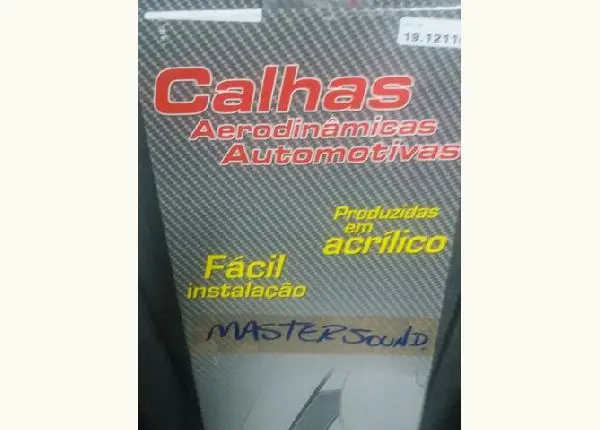 19.1211
Calhas
Aerodinâmicas
Automotivas
Produzidas
em
acrílico
Fácil
instalação
MASTERSOUND